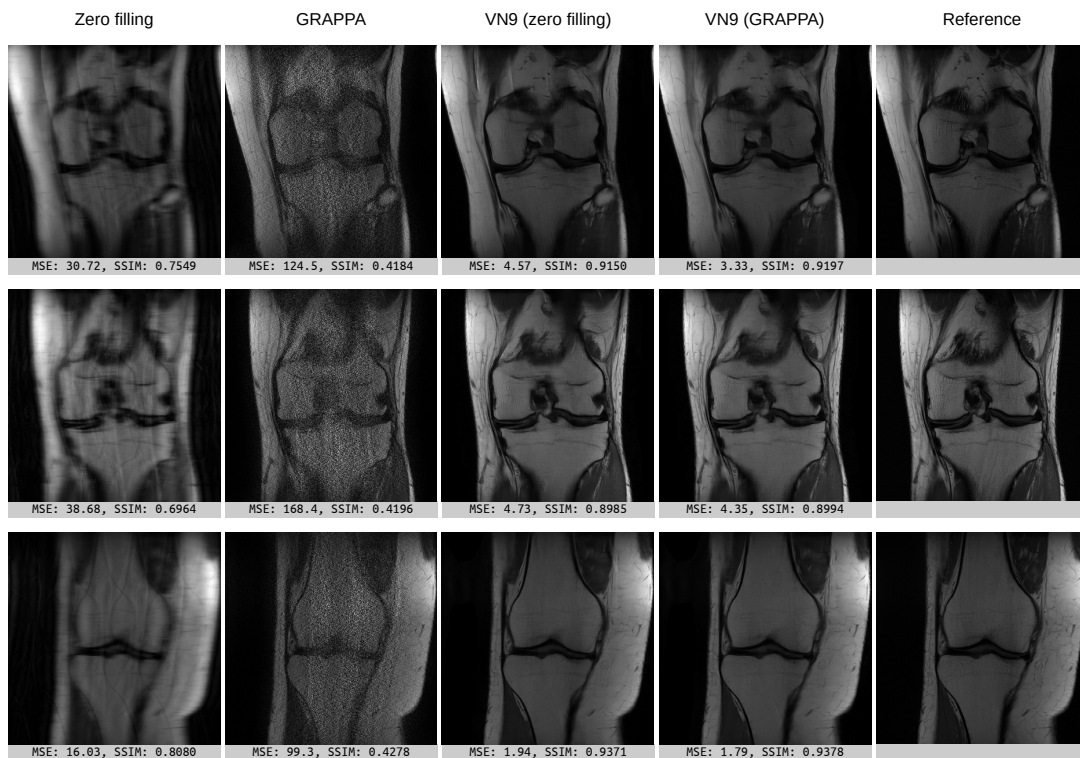 Zero filling GRAPPA VN9 (zero filling) VN9 (GRAPPA) Reference
MSE: 30.72, SSIM: 0.7549 MSE: 124.5, SSIM: 0.4184 MSE: 4.57, SSIM: 0.9150 MSE: 3.33, SSIM: 0.9197
MSE: 38.68, SSIM: 0.6964 MSE: 168.4, SSIM: 0.4196 MSE: 4.73, SSIM: 0.8985 MSE: 4.35, SSIM: 0.8994
MSE: 16.03, SSIM: 0.8080 MSE: 99.3, SSIM: 0.4278 MSE: 1.94, SSIM: 0.9371 MSE: 1.79, SSIM: 0.9378